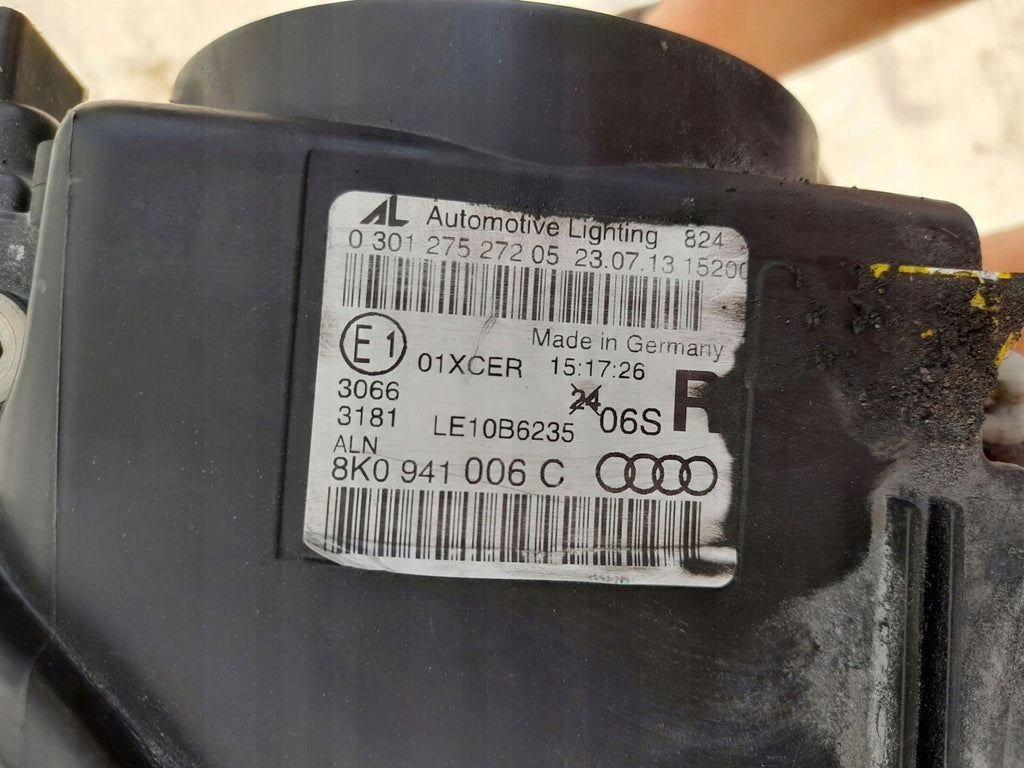 AL Automotive Lighting 824
0 301 275 272 05 23.07.13 15200
Made in Germany
E1 01XCER 15:17:26
3066 24 06S R
3181 LE10B6235
ALN
8K0 941 006 C